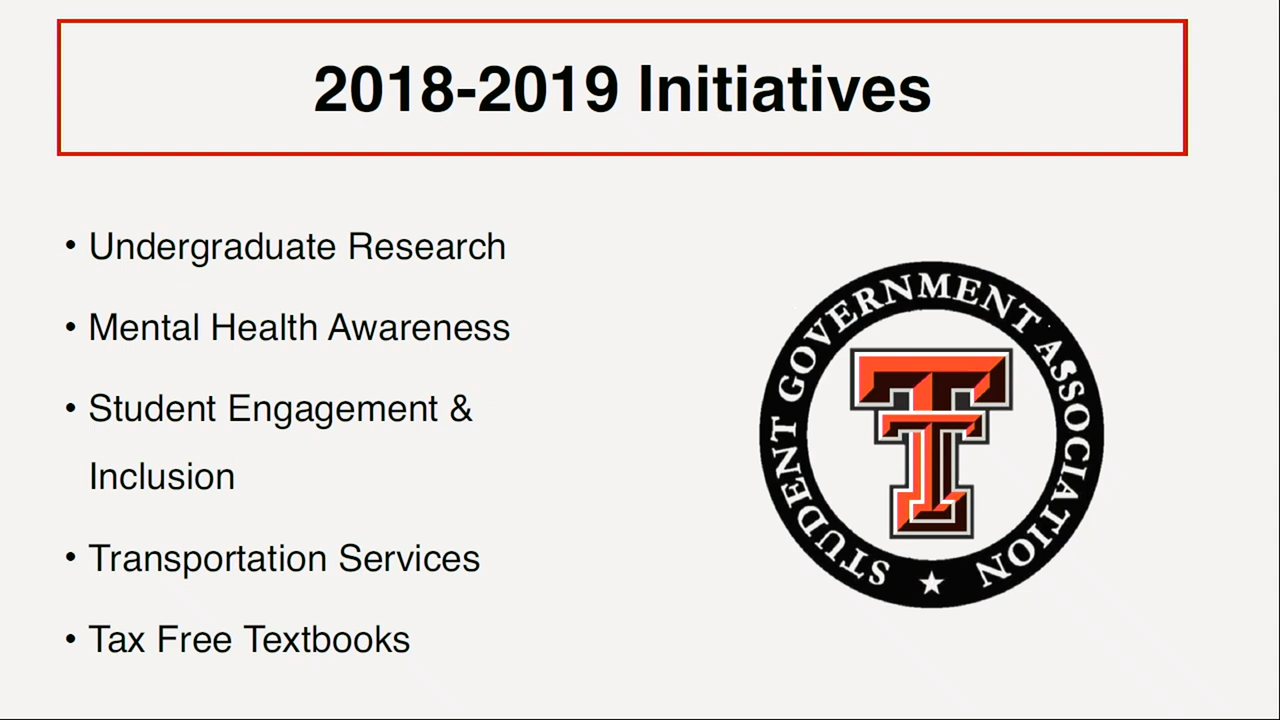 2018-2019 Initiatives
• Undergraduate Research
• Mental Health Awareness
• Student Engagement &
Inclusion
• Transportation Services
• Tax Free Textbooks
STUDENT GOVERNMENT ASSOCIATION
TT